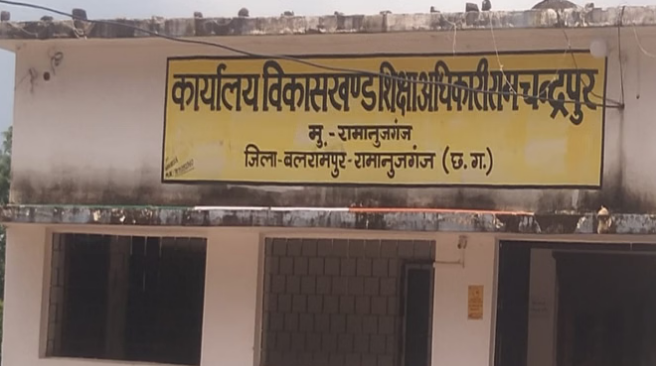 कार्यालय विकासखण्ड शिक्षा अधिकारी रामचन्द्रपुर
मु.-रामानुजगंज
जिला-बलरामपुर-रामानुजगंज (छ.ग.)